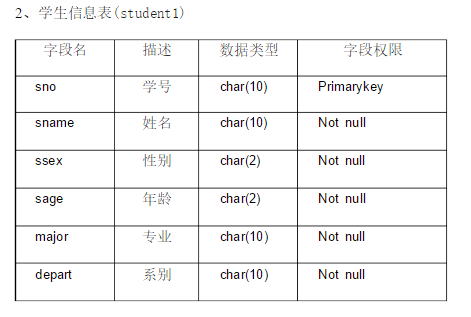 2、学生信息表(student1)
字段名 描述 数据类型 字段权限
sno 学号 char(10) Primarykey
sname 姓名 char(10) Not null
ssex 性别 char(2) Not null
sage 年龄 char(2) Not null
major 专业 char(10) Not null
depart 系别 char(10) Not null